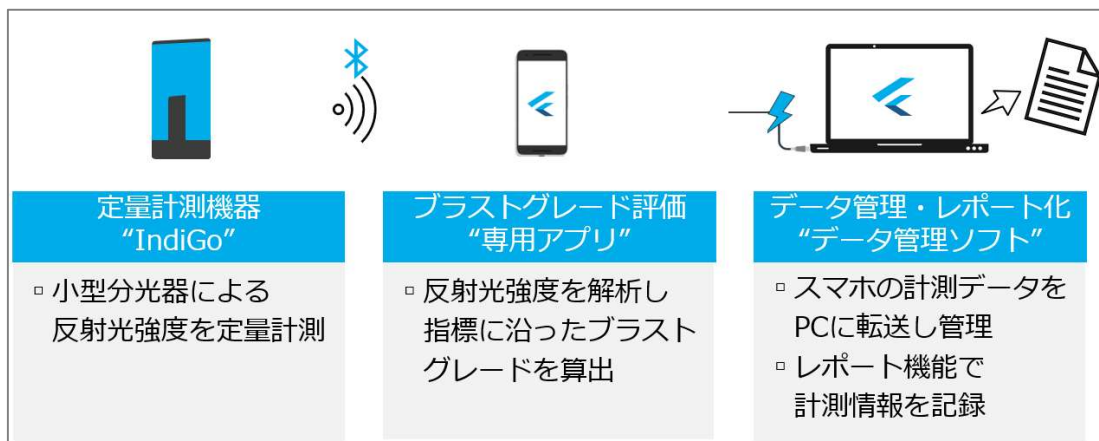 定量計測機器
“IndiGo”
▫ 小型分光器による
反射光強度を定量計測
ブラストグレード評価
“専用アプリ”
▫ 反射光強度を解析し
指標に沿ったブラスト
グレードを算出
データ管理・レポート化
“データ管理ソフト”
▫ スマホの計測データを
PCに転送し管理
▫ レポート機能で
計測情報を記録